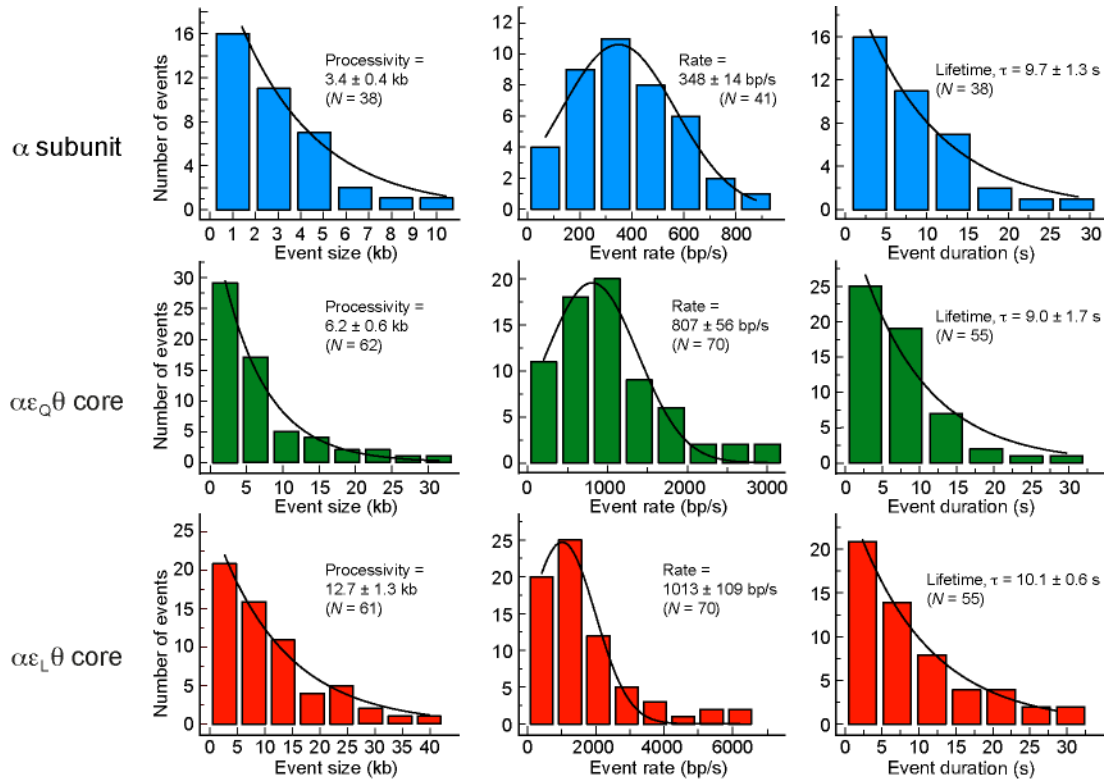 16
12
8
4
0
Number of events
0 1 2 3 4 5 6 7 8 9 10
Event size (kb)
Processivity =
3.4 ± 0.4 kb
(N = 38)
12
10
8
6
4
2
0
200 400 600 800
Event rate (bp/s)
Rate =
348 ± 14 bp/s
(N = 41)
16
12
8
4
0
0 5 10 15 20 25 30
Event duration (s)
Lifetime, τ = 9.7 ± 1.3 s
(N = 38)
α subunit
30
25
20
15
10
5
0
Number of events
0 5 10 15 20 25 30
Event size (kb)
Processivity =
6.2 ± 0.6 kb
(N = 62)
20
15
10
5
0
0 1000 2000 3000
Event rate (bp/s)
Rate =
807 ± 56 bp/s
(N = 70)
25
20
15
10
5
0
0 5 10 15 20 25 30
Event duration (s)
Lifetime, τ = 9.0 ± 1.7 s
(N = 55)
αεQθ core
25
20
15
10
5
0
Number of events
0 5 10 15 20 25 30 35 40
Event size (kb)
Processivity =
12.7 ± 1.3 kb
(N = 61)
25
20
15
10
5
0
0 2000 4000 6000
Event rate (bp/s)
Rate =
1013 ± 109 bp/s
(N = 70)
20
15
10
5
0
0 5 10 15 20 25 30
Event duration (s)
Lifetime, τ = 10.1 ± 0.6 s
(N = 55)
αεLθ core